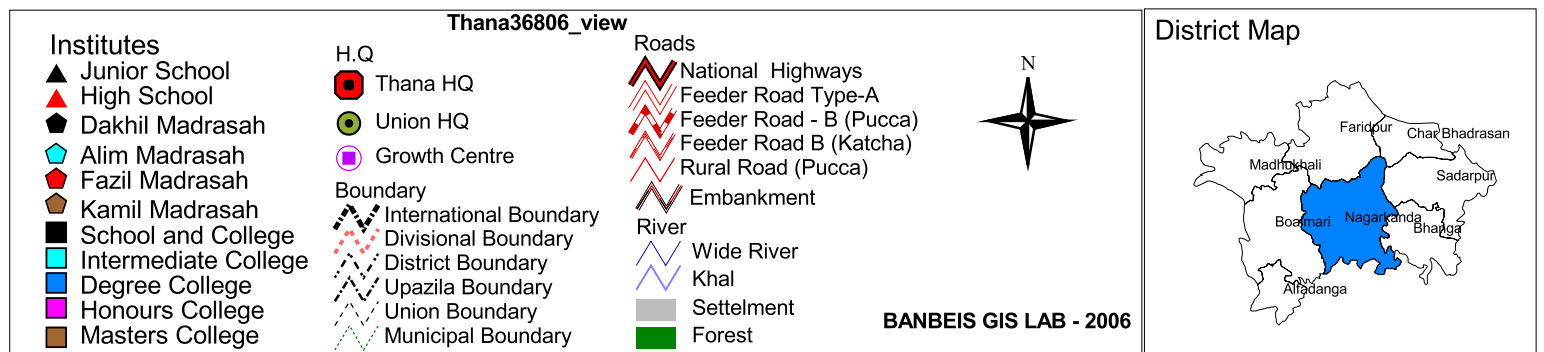 Thana36806_view
Institutes
Junior School
High School
Dakhil Madrasah
Alim Madrasah
Fazil Madrasah
Kamil Madrasah
School and College
Intermediate College
Degree College
Honours College
Masters College
H.Q
Thana HQ
Union HQ
Growth Centre
Boundary
International Boundary
Divisional Boundary
District Boundary
Upazila Boundary
Union Boundary
Municipal Boundary
Roads
National Highways
Feeder Road Type-A
Feeder Road - B (Pucca)
Feeder Road B (Katcha)
Rural Road (Pucca)
Embankment
River
Wide River
Khal
Settelment
Forest
N
BANBEIS GIS LAB - 2006
District Map
Faridpur
Char Bhadrasan
Madhukhali
Sadarpur
Boalmari
Nagarkanda
Bhanga
Alfadanga